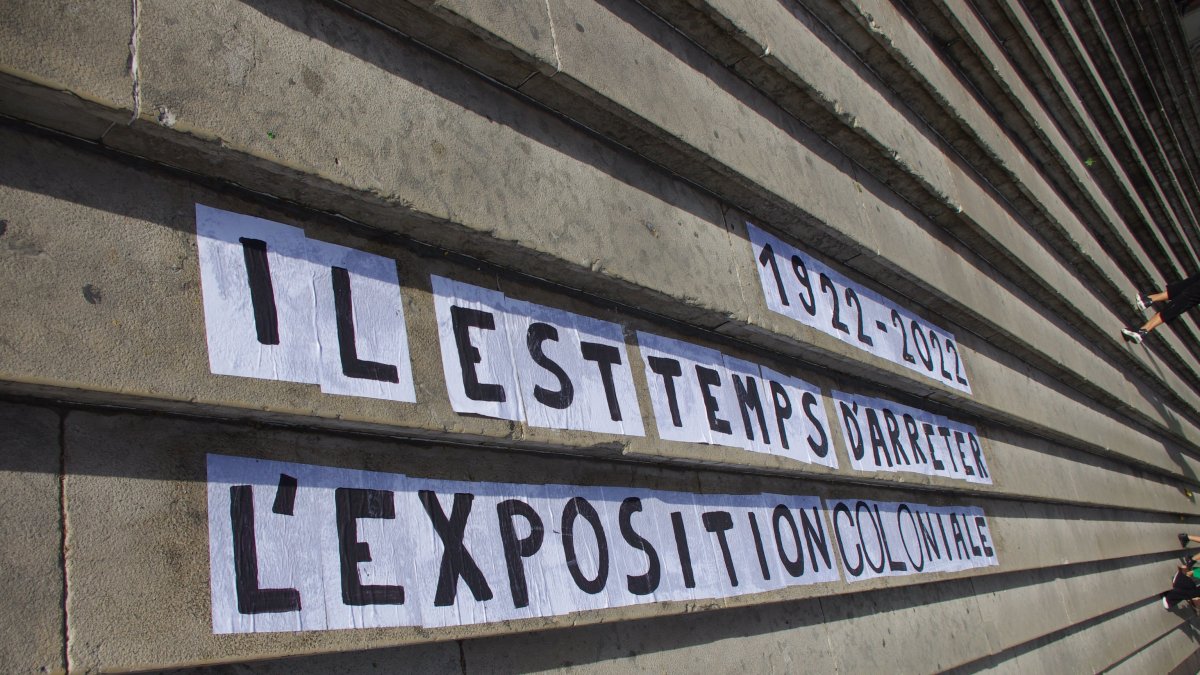 1922-2022
IL EST TEMPS D'ARRETER
L'EXPOSITION COLONIALE